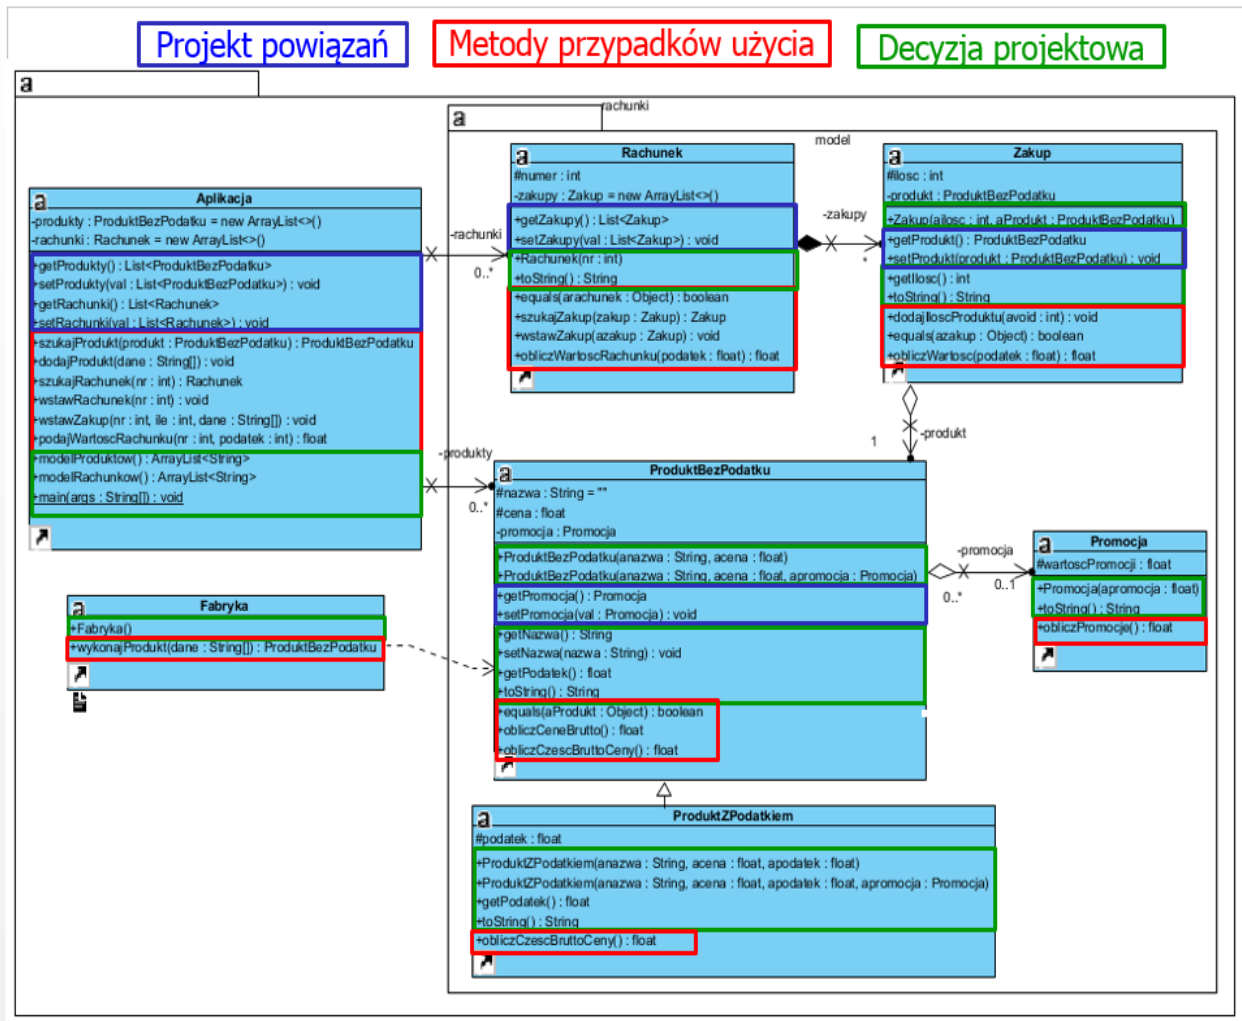 Projekt powiązań
Metody przypadków użycia
Decyzja projektowa
a
rachunki
a
model
a
Aplikacja
-produkty : ProduktBezPodatku = new ArrayList<>()
-rachunki : Rachunek = new ArrayList<>()
+getProdukty() : List<ProduktBezPodatku>
+setProdukty(val : List<ProduktBezPodatku>) : void
+getRachunki() : List<Rachunek>
+setRachunki(val : List<Rachunek>) : void
+szukajProdukt(produkt : ProduktBezPodatku) : ProduktBezPodatku
+dodajProdukt(dane : String[]) : void
+szukajRachunek(nr : int) : Rachunek
+wstawRachunek(nr : int) : void
+wstawZakup(nr : int, ile : int, dane : String[]) : void
+podajWartoscRachunku(nr : int, podatek : int) : float
+modelProduktow() : ArrayList<String>
+modelRachunkow() : ArrayList<String>
+main(args : String[]) : void
-rachunki
0..*
-produkty
0..*
a
Rachunek
#numer : int
-zakupy : Zakup = new ArrayList<>()
+getZakupy() : List<Zakup>
+setZakupy(val : List<Zakup>) : void
+Rachunek(nr : int)
+toString() : String
+equals(arachunek : Object) : boolean
+szukajZakup(zakup : Zakup) : Zakup
+wstawZakup(azakup : Zakup) : void
+obliczWartoscRachunku(podatek : float) : float
-zakupy
*
a
Zakup
#ilosc : int
-produkt : ProduktBezPodatku
+Zakup(ailosc : int, aProdukt : ProduktBezPodatku)
+getProdukt() : ProduktBezPodatku
+setProdukt(produkt : ProduktBezPodatku) : void
+getIlosc() : int
+toString() : String
+dodajIloscProduktu(avoid : int) : void
+equals(azakup : Object) : boolean
+obliczWartosc(podatek : float) : float
1
-produkt
a
ProduktBezPodatku
#nazwa : String = ""
#cena : float
-promocja : Promocja
+ProduktBezPodatku(anazwa : String, acena : float)
+ProduktBezPodatku(anazwa : String, acena : float, apromocja : Promocja)
+getPromocja() : Promocja
+setPromocja(val : Promocja) : void
+getNazwa() : String
+setNazwa(nazwa : String) : void
+getPodatek() : float
+toString() : String
+equals(aProdukt : Object) : boolean
+obliczCeneBrutto() : float
+obliczCzescBruttoCeny() : float
-promocja
0..*
0..1
a
Promocja
#wartoscPromocji : float
+Promocja(apromocja : float)
+toString() : String
+obliczPromocje() : float
a
Fabryka
+Fabryka()
+wykonajProdukt(dane : String[]) : ProduktBezPodatku
a
ProduktZPodatkiem
#podatek : float
+ProduktZPodatkiem(anazwa : String, acena : float, apodatek : float)
+ProduktZPodatkiem(anazwa : String, acena : float, apodatek : float, apromocja : Promocja)
+getPodatek() : float
+toString() : String
+obliczCzescBruttoCeny() : float